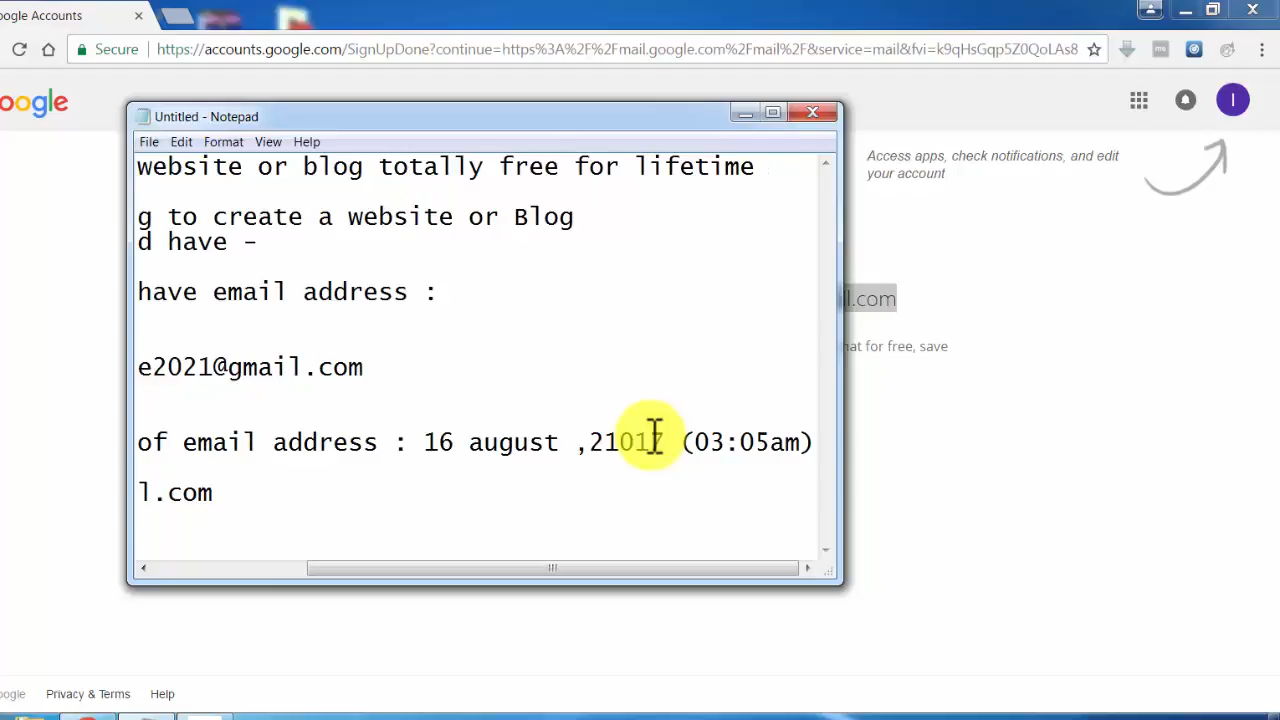 oogle Accounts
Secure https://accounts.google.com/SignUpDone?continue=https%3A%2F%2Fmail.google.com%2Fmail%2F&service=mail&fvi=k9qHsGqp5Z0QoLAs8
oogle
I
Access apps, check notifications, and edit
your account
Untitled - Notepad
File Edit Format View Help
website or blog totally free for lifetime
g to create a website or Blog
d have -
have email address :
il.com
hat for free, save
e2021@gmail.com
of email address : 16 august ,21017 (03:05am)
l.com
oogle Privacy & Terms Help